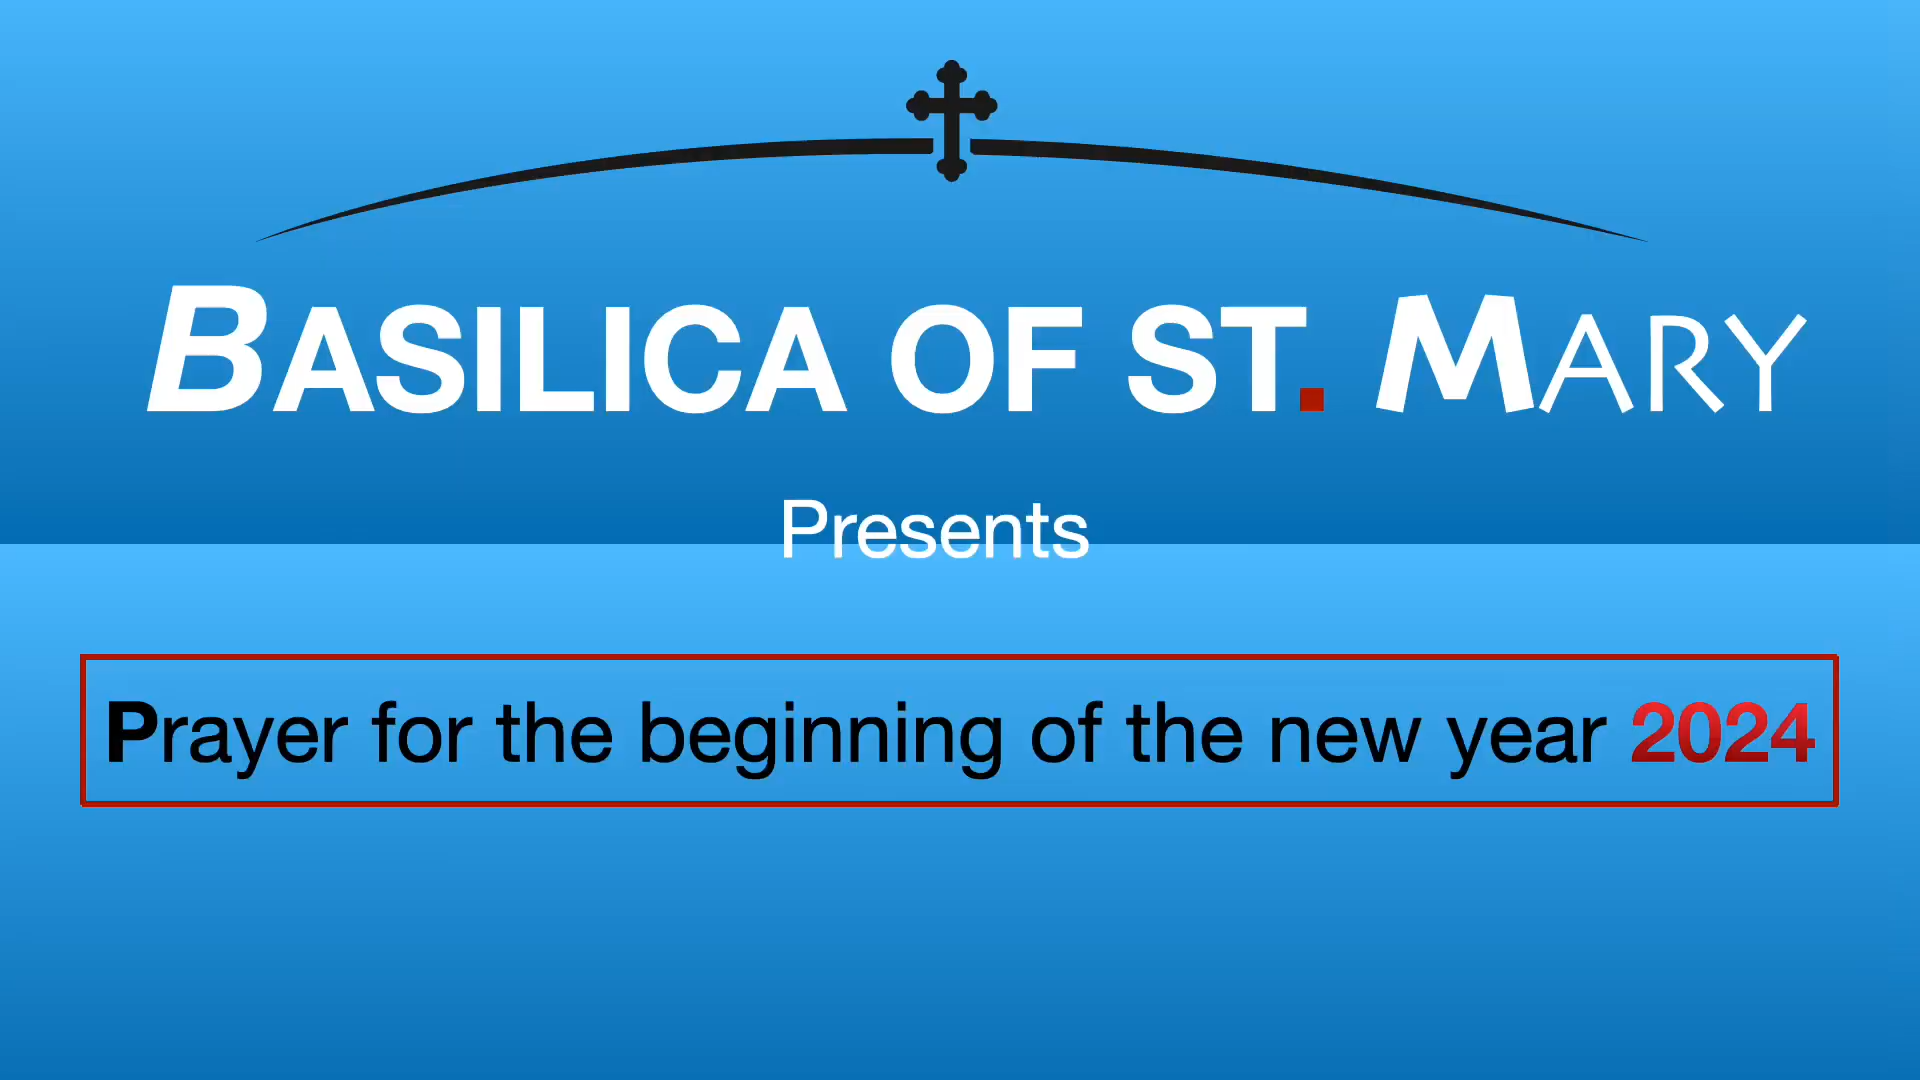 BASILICA OF ST. MARY
Presents
Prayer for the beginning of the new year 2024